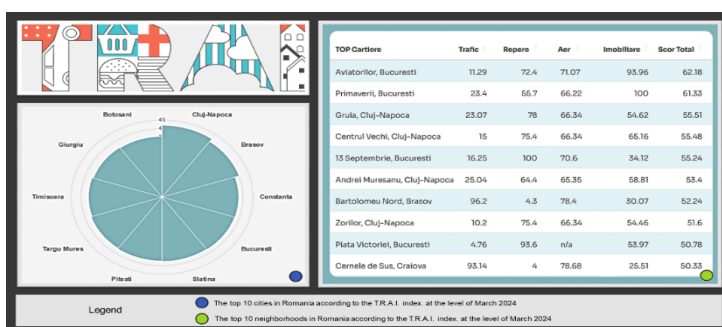 TRAI
Botosani
45
4
Cluj-Napoca
Giurgiu
Brasov
Timisoara
Constanta
Targu Mures
Bucuresti
Pitesti
Slatina
TOP Cartiere Trafic Repere Aer Imobiliare Scor Total
Aviatorilor, Bucuresti 11.29 72.4 71.07 93.96 62.18
Primaverii, Bucuresti 23.4 55.7 66.22 100 61.33
Gruia, Cluj-Napoca 23.07 78 66.34 54.62 55.51
Centrul Vechi, Cluj-Napoca 15 75.4 66.34 65.16 55.48
13 Septembrie, Bucuresti 16.25 100 70.6 34.12 55.24
Andrei Muresanu, Cluj-Napoca 25.04 64.4 65.35 58.81 53.4
Bartolomeu Nord, Brasov 96.2 4.3 78.4 30.07 52.24
Zorilor, Cluj-Napoca 10.2 75.4 66.34 54.46 51.6
Piata Victoriei, Bucuresti 4.76 93.6 n/a 53.97 50.78
Cernele de Sus, Craiova 93.14 4 78.68 25.51 50.33
Legend
The top 10 cities in Romania according to the T.R.A.I. index. at the level of March 2024
The top 10 neighborhoods in Romania according to the T.R.A.I. index. at the level of March 2024